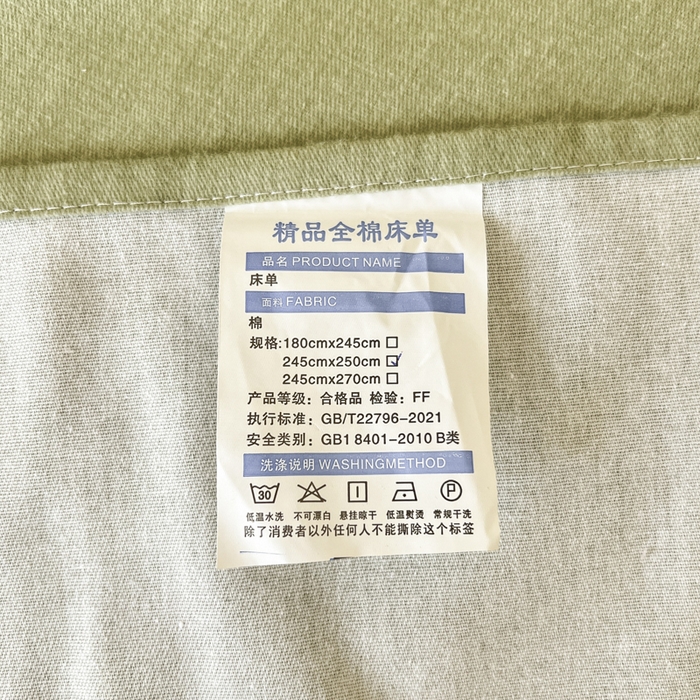 精品全棉床单
品名 PRODUCT NAME
床单
面料 FABRIC
棉
规格:180cmx245cm
245cmx250cm
245cmx270cm
产品等级: 合格品 检验: FF
执行标准: GB/T22796-2021
安全类别: GB18401-2010 B类
洗涤说明 WASHINGMETHOD
30 P
低温水洗 不可漂白 悬挂晾干 低温熨烫 常规干洗
除了消费者以外任何人不能撕除这个标签